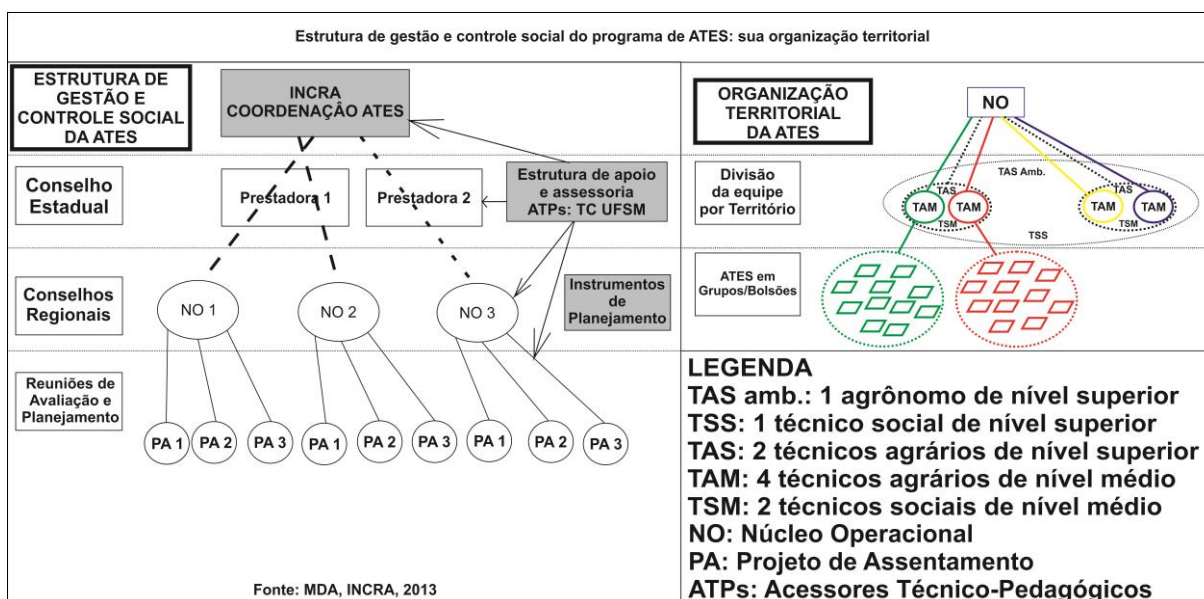 Estrutura de gestão e controle social do programa de ATES: sua organização territorial
ESTRUTURA DE
GESTÃO E
CONTROLE SOCIAL
DA ATES
INCRA
COORDENAÇÂO ATES
Conselho
Estadual
Prestadora 1
Prestadora 2
Estrutura de apoio
e assessoria
ATPs: TC UFSM
Conselhos
Regionais
NO 1
NO 2
NO 3
Instrumentos
de
Planejamento
Reuniões de
Avaliação e
Planejamento
PA 1
PA 2
PA 3
PA 1
PA 2
PA 3
PA 1
PA 2
PA 3
Fonte: MDA, INCRA, 2013
ORGANIZAÇÃO
TERRITORIAL
DA ATES
NO
Divisão
da equipe
por Território
TAS Amb.
TAS
TAM
TAM
TSM
TAS
TAM
TAM
TSM
TSS
ATES em
Grupos/Bolsões
LEGENDA
TAS amb.: 1 agrônomo de nível superior
TSS: 1 técnico social de nível superior
TAS: 2 técnicos agrários de nível superior
TAM: 4 técnicos agrários de nível médio
TSM: 2 técnicos sociais de nível médio
NO: Núcleo Operacional
PA: Projeto de Assentamento
ATPs: Acessores Técnico-Pedagógicos